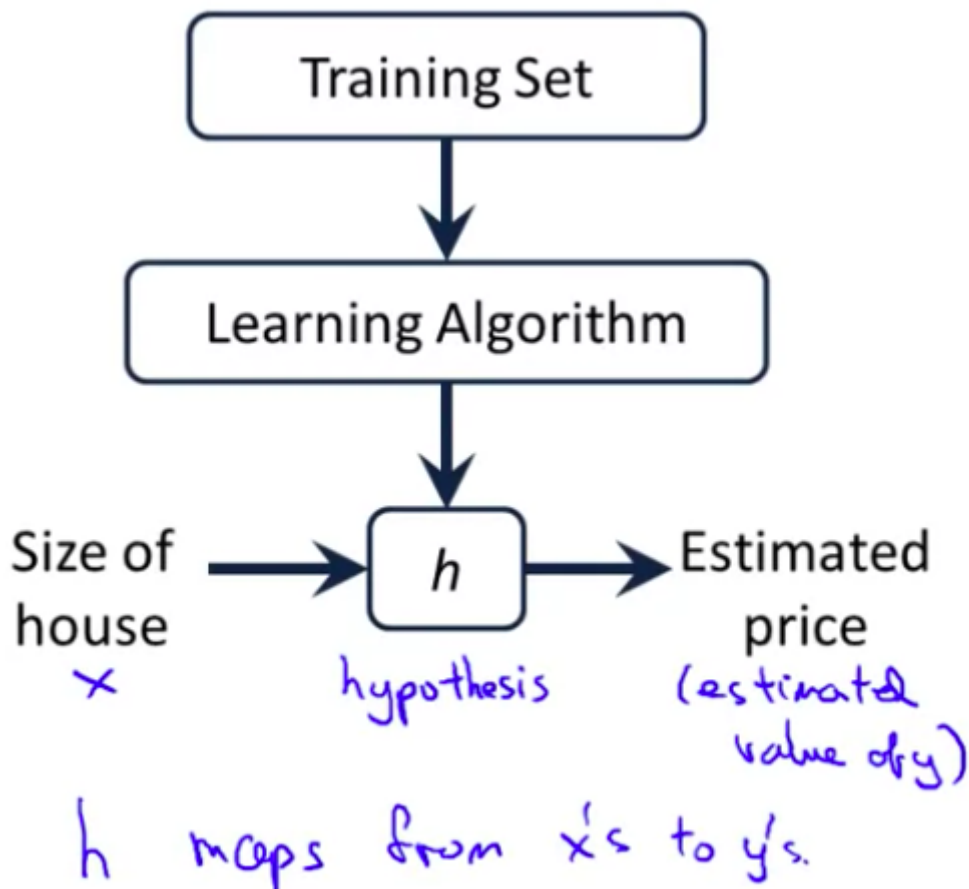 Training Set
Learning Algorithm
Size of
house
h
Estimated
price
x
hypothesis
(estimated
value of y)
h maps from x's to y's.